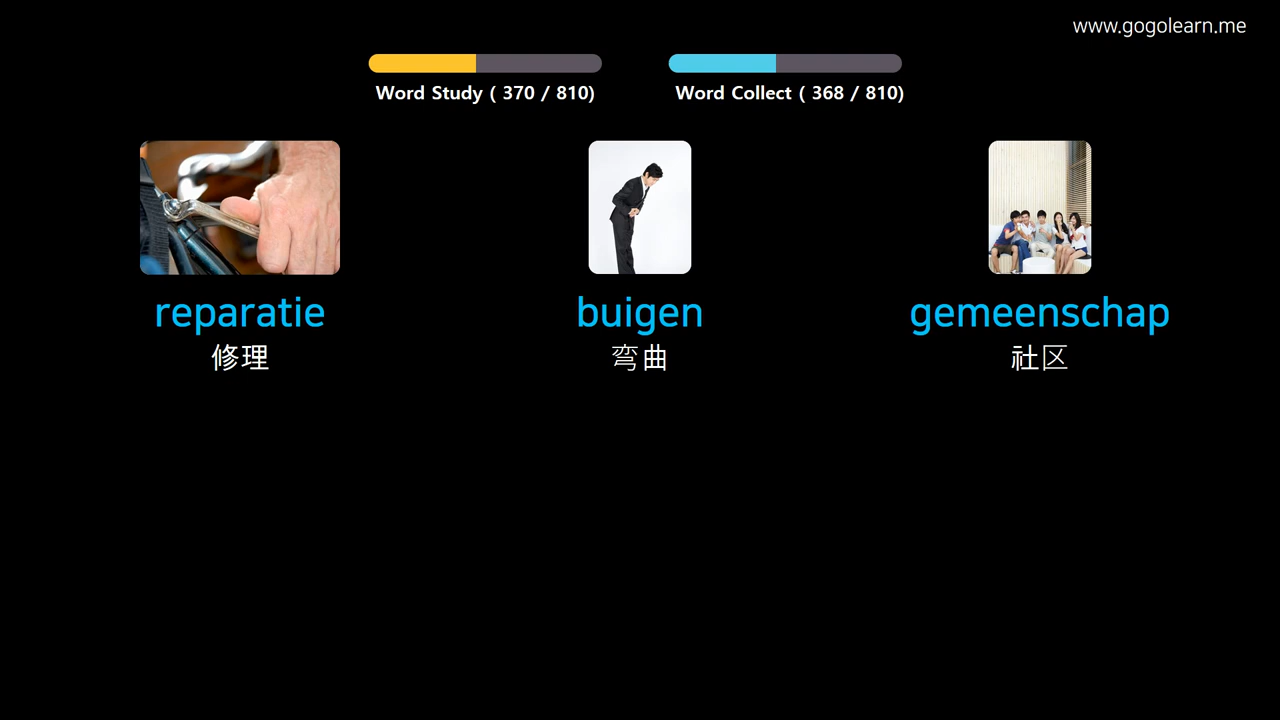 www.gogolearn.me
Word Study ( 370 / 810)
Word Collect ( 368 / 810)
reparatie
buigen
gemeenschap
修理
弯曲
社区